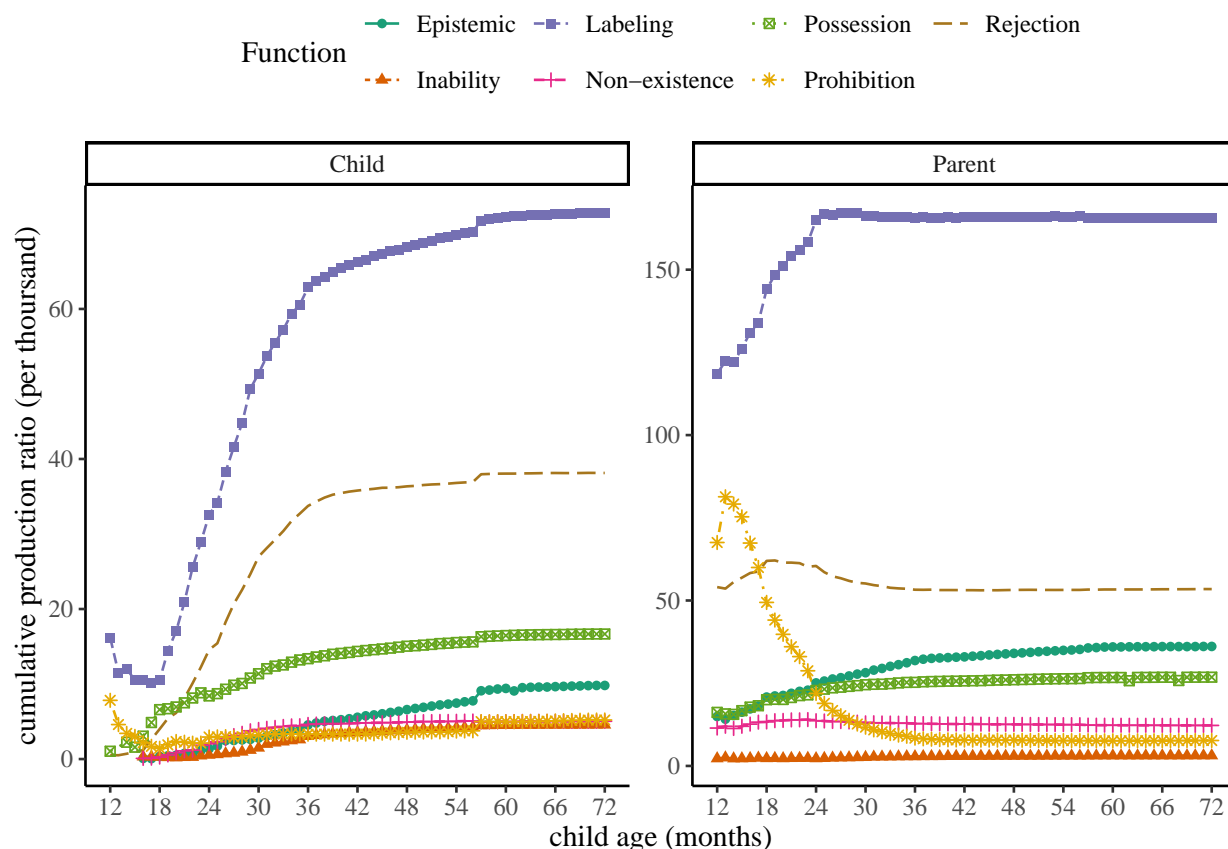 Function
Epistemic Labeling Possession Rejection
Inability Non−existence Prohibition
Child Parent
cumulative production ratio (per thoursand)
60
40
20
0
150
100
50
0
12 18 24 30 36 42 48 54 60 66 72
12 18 24 30 36 42 48 54 60 66 72
child age (months)